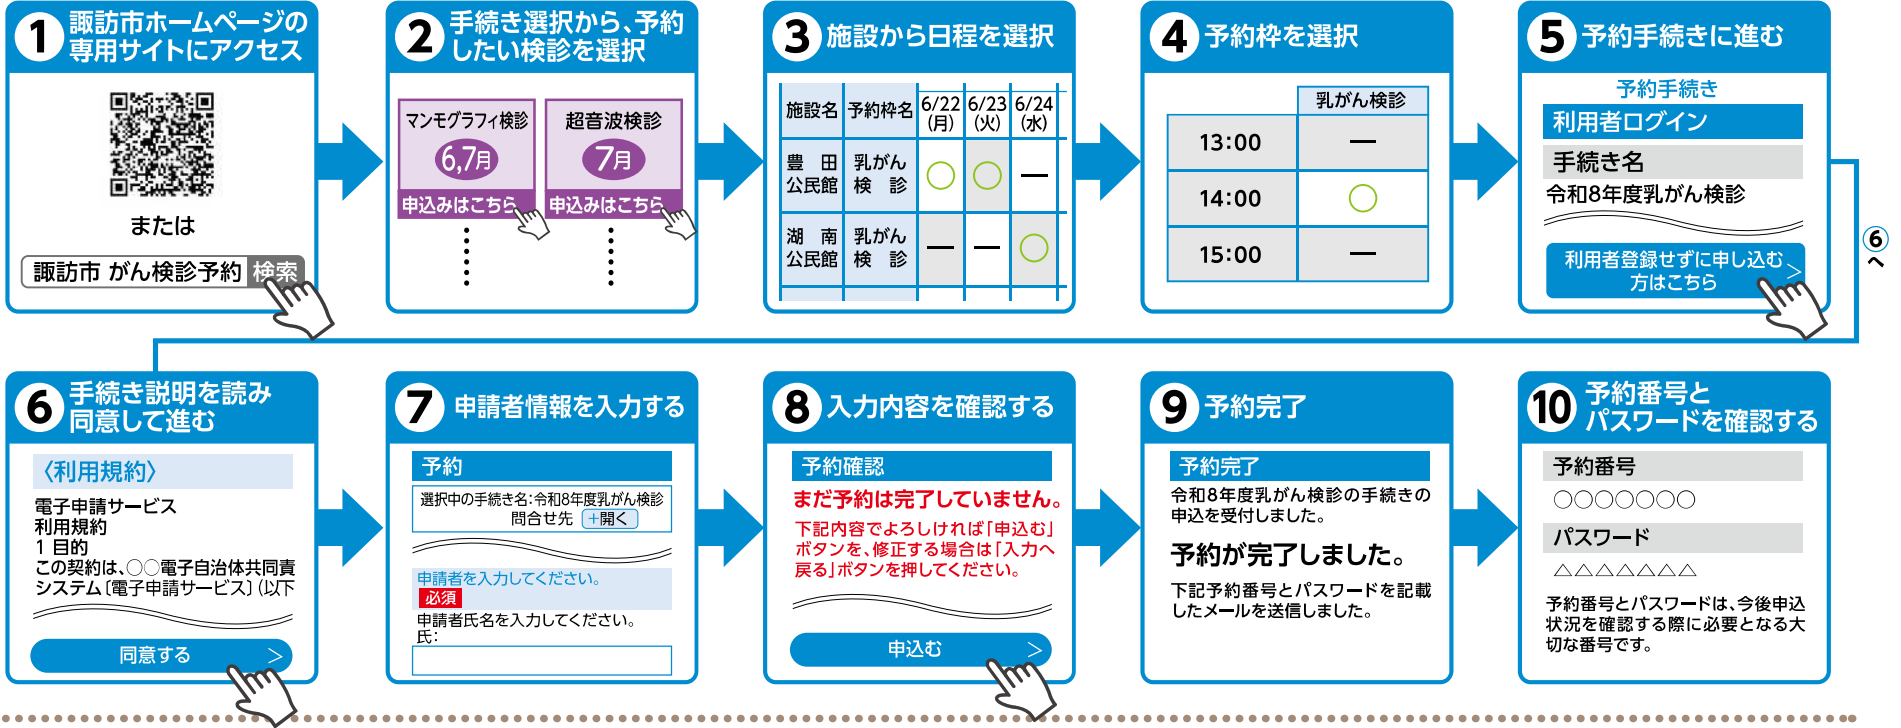 1 諏訪市ホームページの
専用サイトにアクセス
または
諏訪市 がん検診予約 検索
2 手続き選択から、予約
したい検診を選択
マンモグラフィ検診
6,7月
申込みはこちら
超音波検診
7月
申込みはこちら
3 施設から日程を選択
施設名 予約枠名 6/22(月) 6/23(火) 6/24(水)
豊田公民館 乳がん検診 ○ ○ ―
湖南公民館 乳がん検診 ― ― ○
4 予約枠を選択
乳がん検診
13:00 ―
14:00 ○
15:00 ―
5 予約手続きに進む
予約手続き
利用者ログイン
手続き名
令和8年度乳がん検診
利用者登録せずに申し込む
方はこちら >
⑥へ
6 手続き説明を読み
同意して進む
〈利用規約〉
電子申請サービス
利用規約
1 目的
この契約は、○○電子自治体共同責
システム〔電子申請サービス〕（以下
同意する >
7 申請者情報を入力する
予約
選択中の手続き名：令和8年度乳がん検診
問合せ先 +開く
申請者を入力してください。
必須
申請者氏名を入力してください。
氏：
8 入力内容を確認する
予約確認
まだ予約は完了していません。
下記内容でよろしければ「申込む」
ボタンを、修正する場合は「入力へ
戻る」ボタンを押してください。
申込む >
9 予約完了
予約完了
令和8年度乳がん検診の手続きの
申込を受付しました。
予約が完了しました。
下記予約番号とパスワードを記載
したメールを送信しました。
10 予約番号と
パスワードを確認する
予約番号
○○○○○○○
パスワード
△△△△△△△
予約番号とパスワードは、今後申込
状況を確認する際に必要となる大
切な番号です。